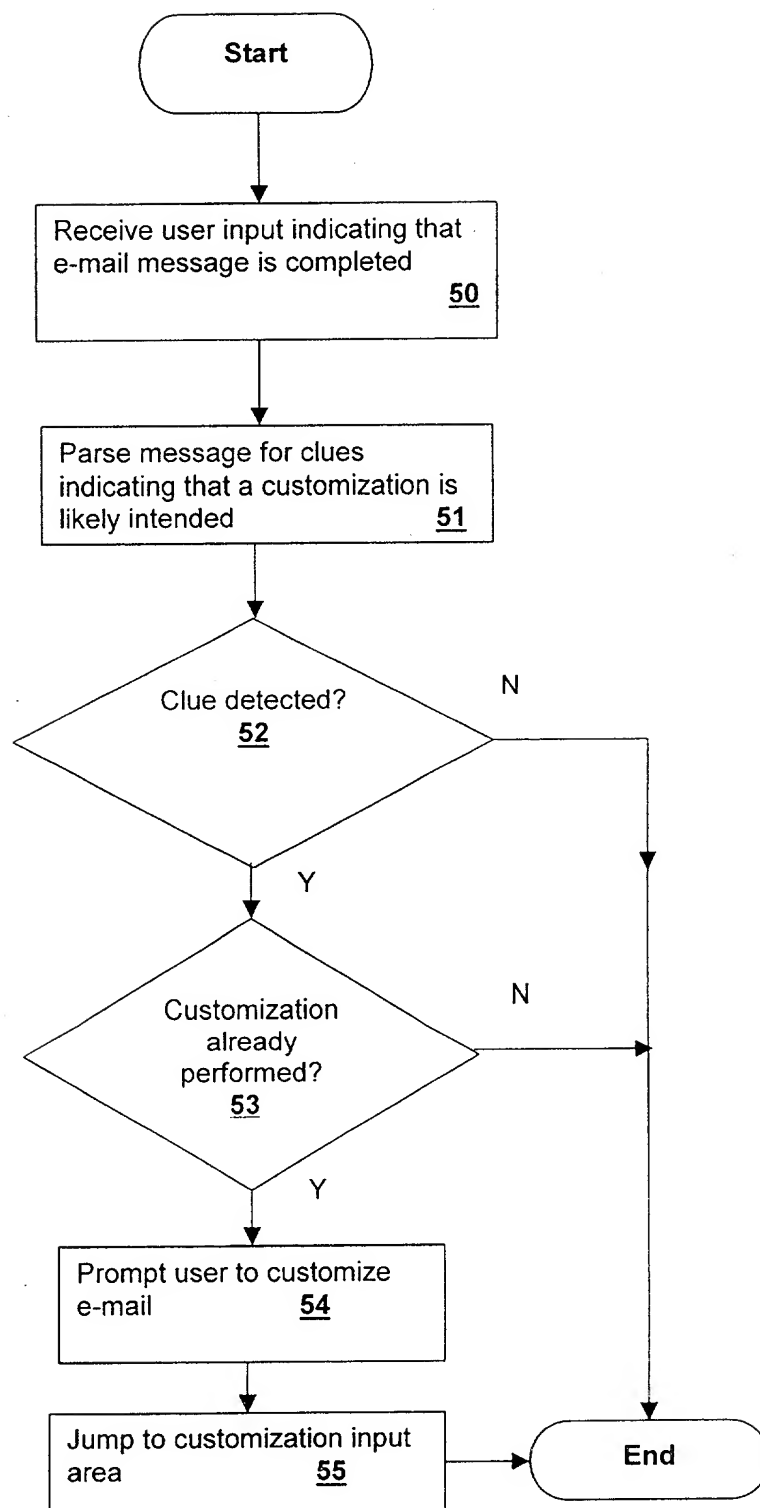 Start
Receive user input indicating that
e-mail message is completed
50
Parse message for clues
indicating that a customization is
likely intended 51
Clue detected?
52
N
Y
Customization
already
performed?
53
N
Y
Prompt user to customize
e-mail 54
Jump to customization input
area 55
End